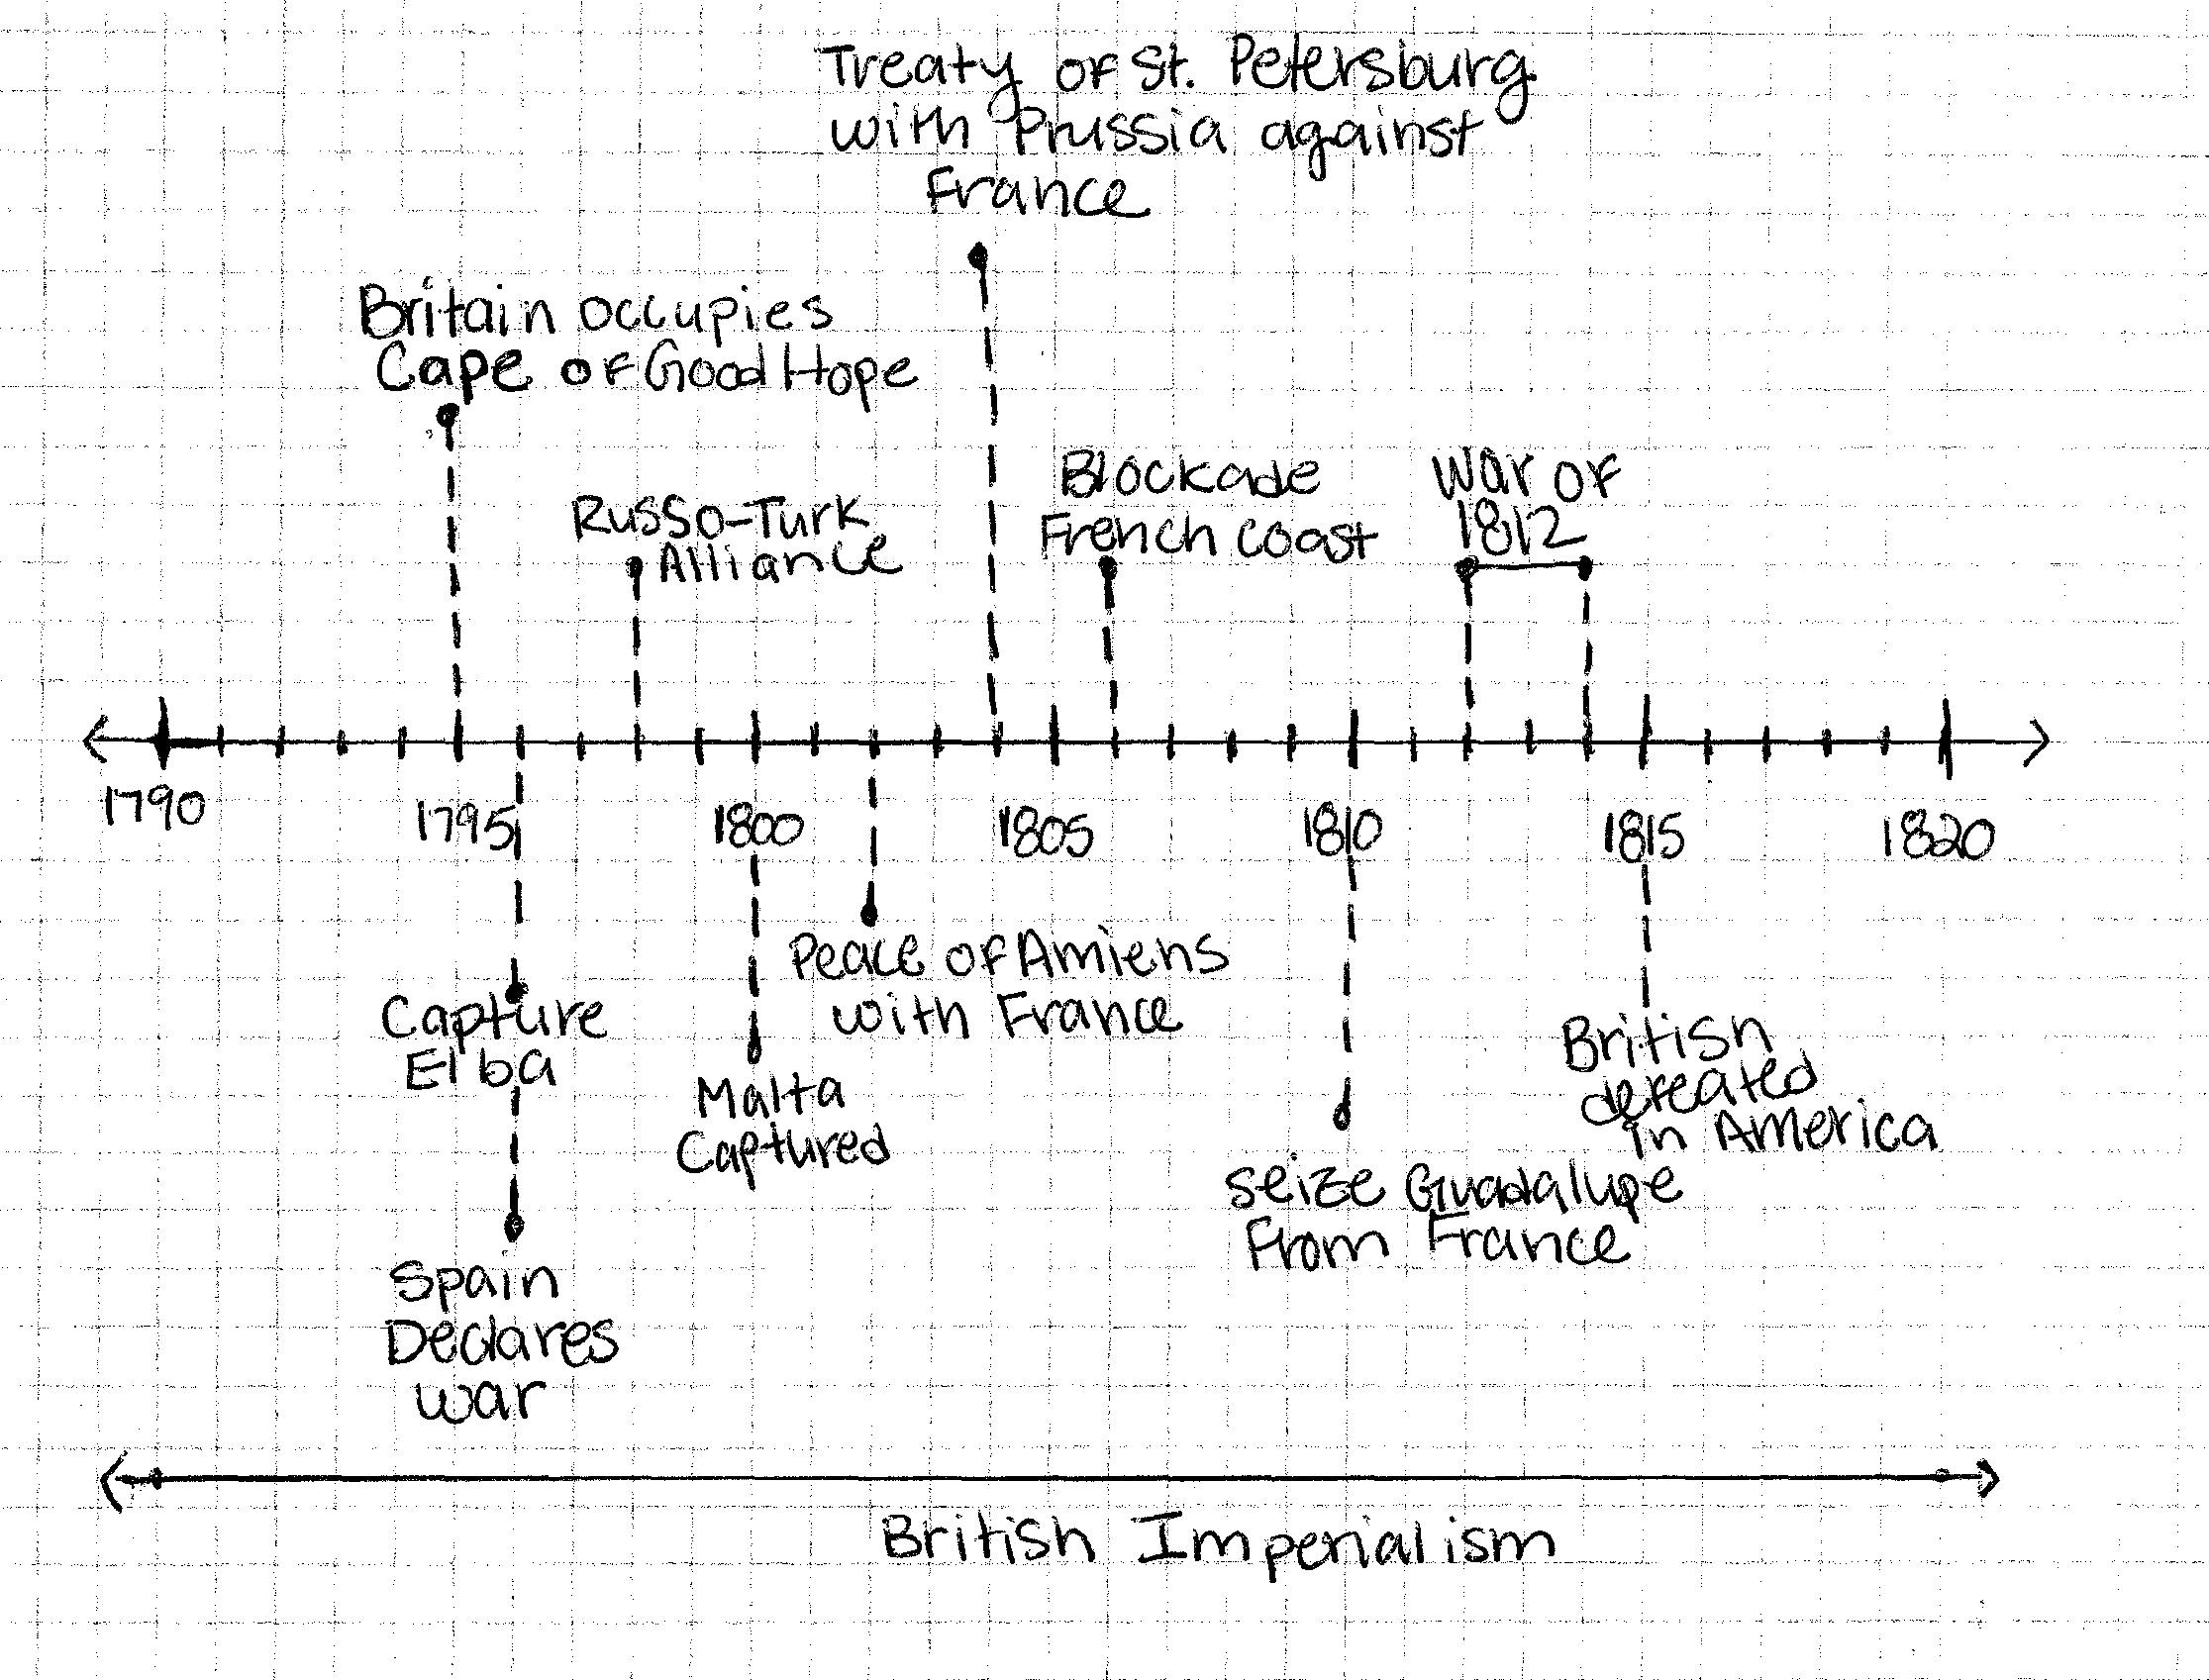 Treaty of St. Petersburg
with Prussia against
France
Britain occupies
Cape of Good Hope
Russo-Turk
Alliance
Blockade
French coast
War of
1812
1790
1795
1800
1805
1810
1815
1820
Capture
Elba
Spain
Declares
war
Malta
Captured
Peace of Amiens
with France
seize Guadalupe
From France
British
defeated
in America
British Imperialism